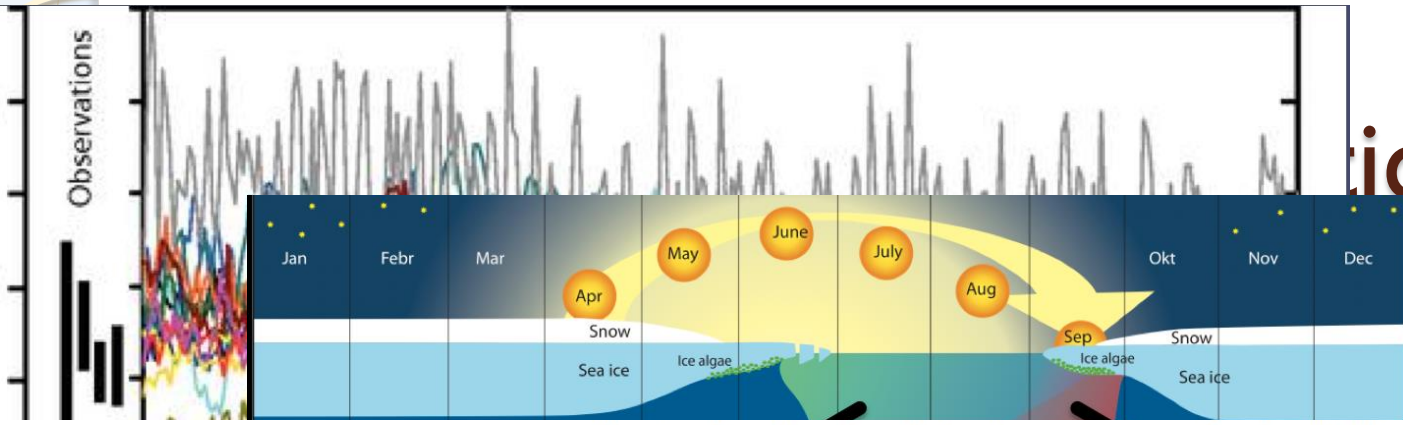 Observations
Jan
Febr
Mar
Apr
May
June
July
Aug
Sep
Okt
Nov
Dec
Snow
Snow
Ice algae
Ice algae
Sea ice
Sea ice